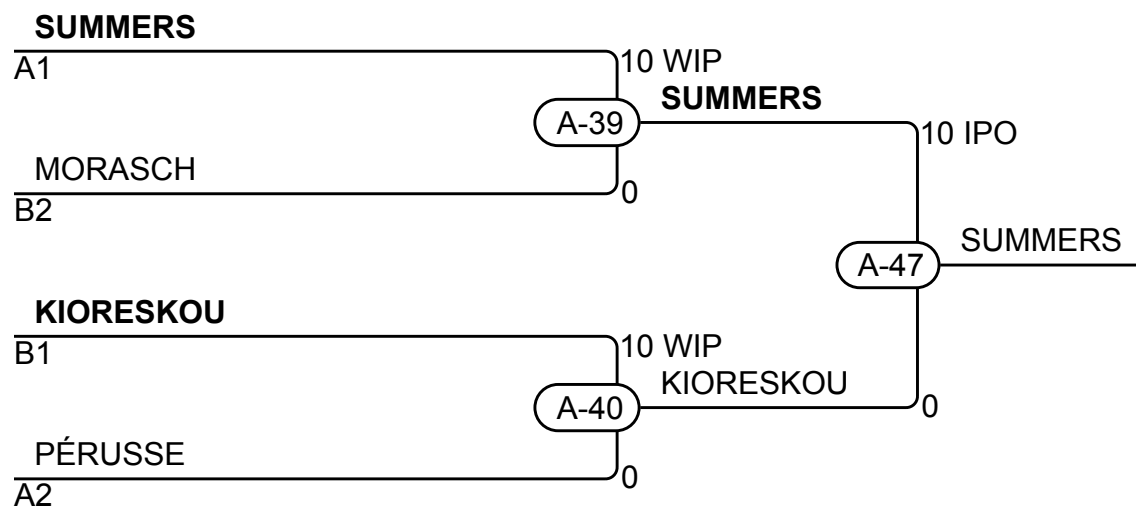 SUMMERS
A1
10 WIP
SUMMERS
A-39
10 IPO
MORASCH
B2
0
SUMMERS
A-47
KIORESKOU
B1
10 WIP
KIORESKOU
A-40
0
PÉRUSSE
A2
0